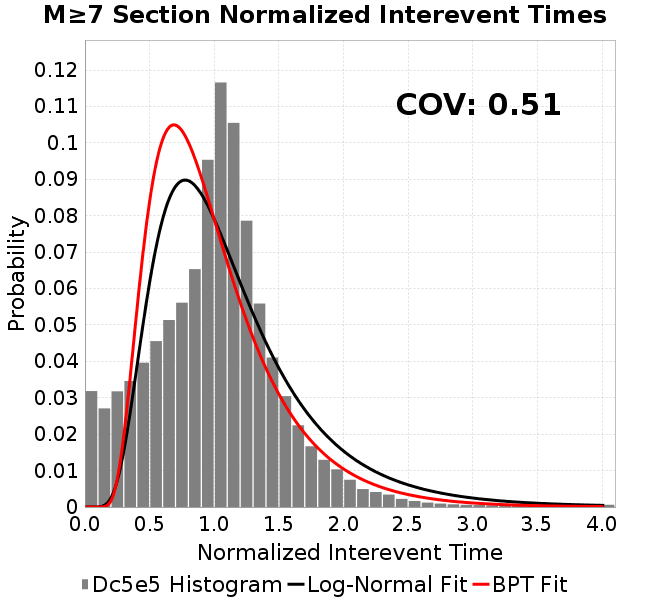 M≥7 Section Normalized Interevent Times
COV: 0.51
Probability
0.12
0.11
0.1
0.09
0.08
0.07
0.06
0.05
0.04
0.03
0.02
0.01
0
0.0 0.5 1.0 1.5 2.0 2.5 3.0 3.5 4.0
Normalized Interevent Time
Dc5e5 Histogram Log-Normal Fit BPT Fit